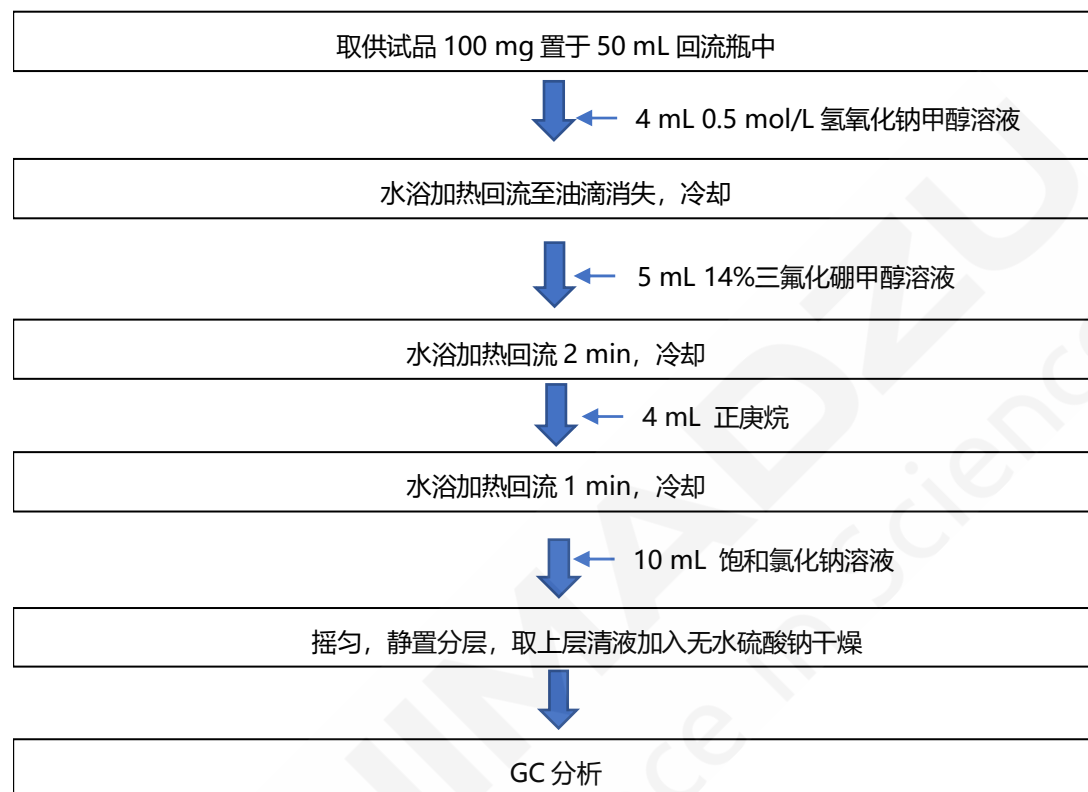 取供试品 100 mg 置于 50 mL 回流瓶中
4 mL 0.5 mol/L 氢氧化钠甲醇溶液
水浴加热回流至油滴消失，冷却
5 mL 14%三氟化硼甲醇溶液
水浴加热回流 2 min，冷却
4 mL 正庚烷
水浴加热回流 1 min，冷却
10 mL 饱和氯化钠溶液
摇匀，静置分层，取上层清液加入无水硫酸钠干燥
GC 分析
IMADZU
ce in Science